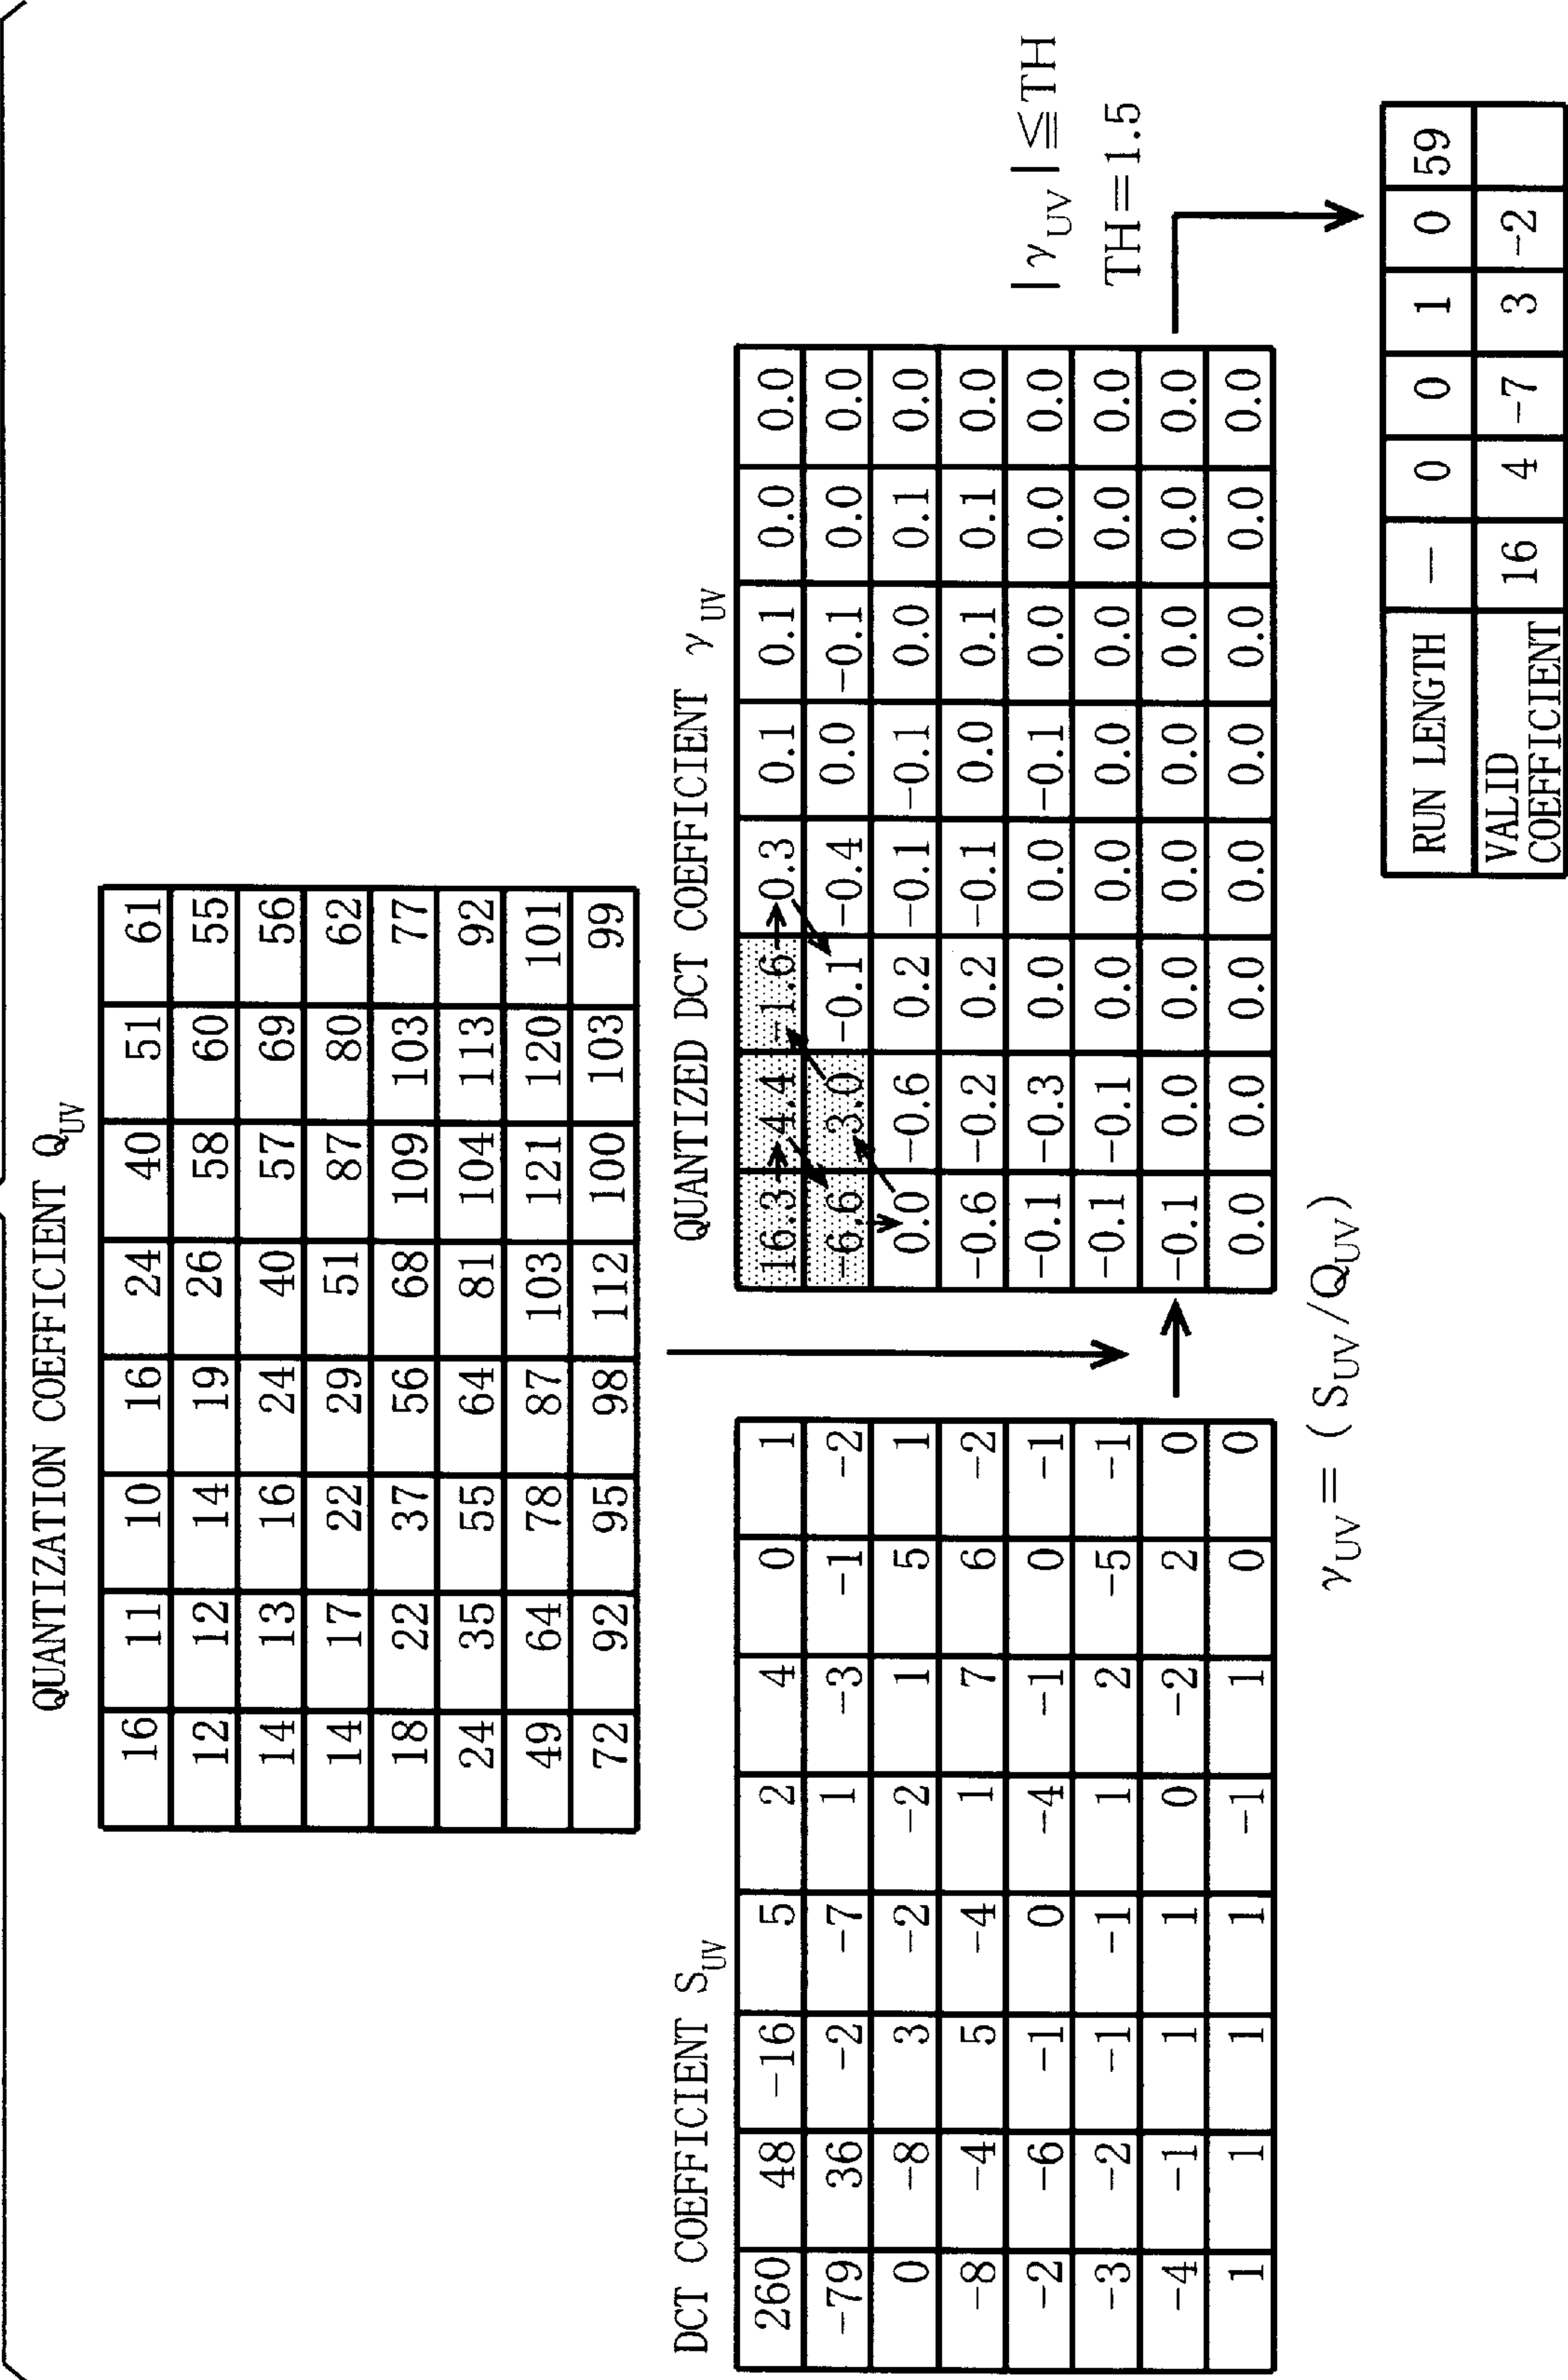 QUANTIZATION COEFFICIENT Q_UV
16 11 10 16 24 40 51 61
12 12 14 19 26 58 60 55
14 13 16 24 40 57 69 56
14 17 22 29 51 87 80 62
18 22 37 56 68 109 103 77
24 35 55 64 81 104 113 92
49 64 78 87 103 121 120 101
72 92 95 98 112 100 103 99
DCT COEFFICIENT S_UV
260 48 −16 5 2 4 0 1
−79 36 −2 −7 1 −3 −1 −2
0 −8 3 −2 −2 1 5 1
−8 −4 5 −4 1 7 6 −2
−2 −6 −1 0 −4 −1 0 −1
−3 −2 −1 −1 1 2 −5 −1
−4 −1 1 1 0 −2 2 0
1 1 1 1 −1 1 0 0
γ_UV=(S_UV/Q_UV)
QUANTIZED DCT COEFFICIENT γ_UV
16.3 4.4 −1.6 0.3 0.1 0.1 0.0 0.0
−6.6 3.0 −0.1 −0.4 0.0 −0.1 0.0 0.0
0.0 −0.6 0.2 −0.1 −0.1 0.0 0.1 0.0
−0.6 −0.2 0.2 −0.1 0.0 0.1 0.1 0.0
−0.1 −0.3 0.0 0.0 −0.1 0.0 0.0 0.0
−0.1 −0.1 0.0 0.0 0.0 0.0 0.0 0.0
−0.1 0.0 0.0 0.0 0.0 0.0 0.0 0.0
0.0 0.0 0.0 0.0 0.0 0.0 0.0 0.0
|γ_UV|≦TH
TH=1.5
RUN LENGTH − 0 0 1 0 59
VALID
COEFFICIENT 16 4 −7 3 −2